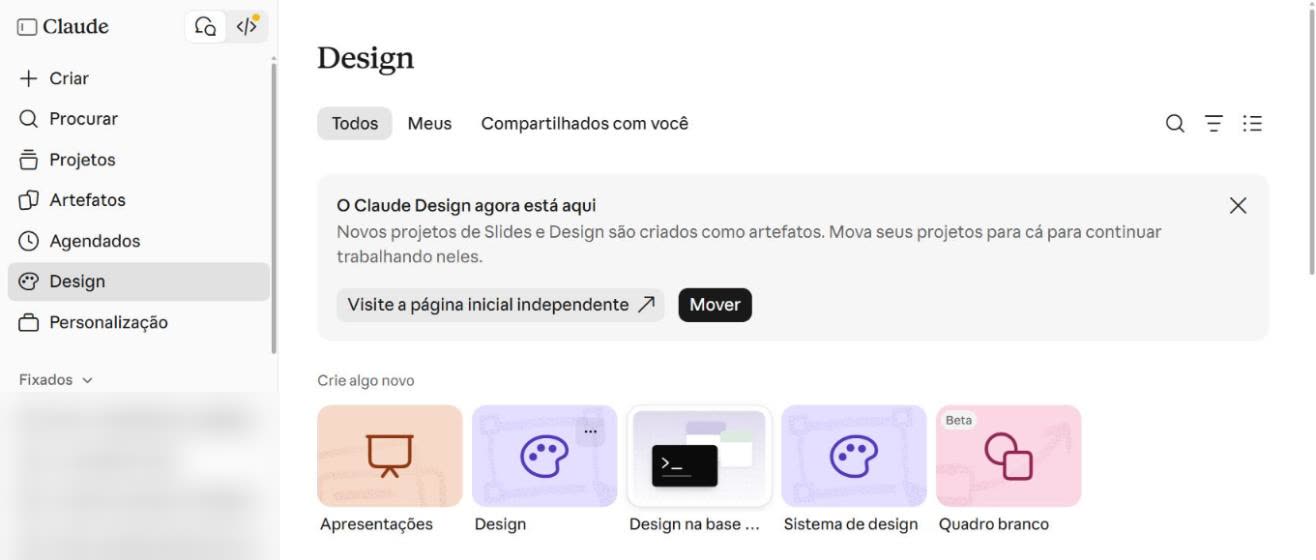 Claude
Criar
Procurar
Projetos
Artefatos
Agendados
Design
Personalização
Fixados
Design
Todos
Meus
Compartilhados com você
O Claude Design agora está aqui
Novos projetos de Slides e Design são criados como artefatos. Mova seus projetos para cá para continuar
trabalhando neles.
Visite a página inicial independente
Mover
Crie algo novo
Apresentações
Design
>_
Design na base ...
Sistema de design
Beta
Quadro branco